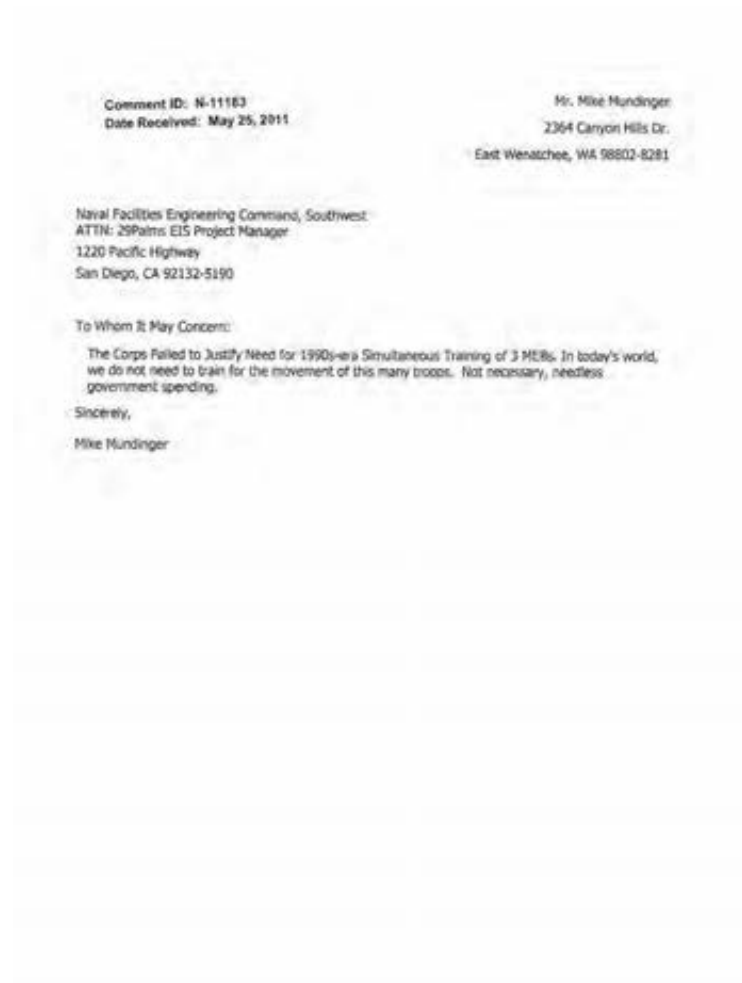 Comment ID: N-11163
Date Received: May 25, 2011
Mr. Mike Mundinger
2364 Canyon Hills Dr.
East Wenatchee, WA 98802-8281
Naval Facilities Engineering Command, Southwest
ATTN: 29Palms EIS Project Manager
1220 Pacific Highway
San Diego, CA 92132-5190
To Whom It May Concern:
The Corps Failed to Justify Need for 1990s-era Simultaneous Training of 3 MEBs. In today's world,
we do not need to train for the movement of this many troops. Not necessary, needless
government spending.
Sincerely,
Mike Mundinger